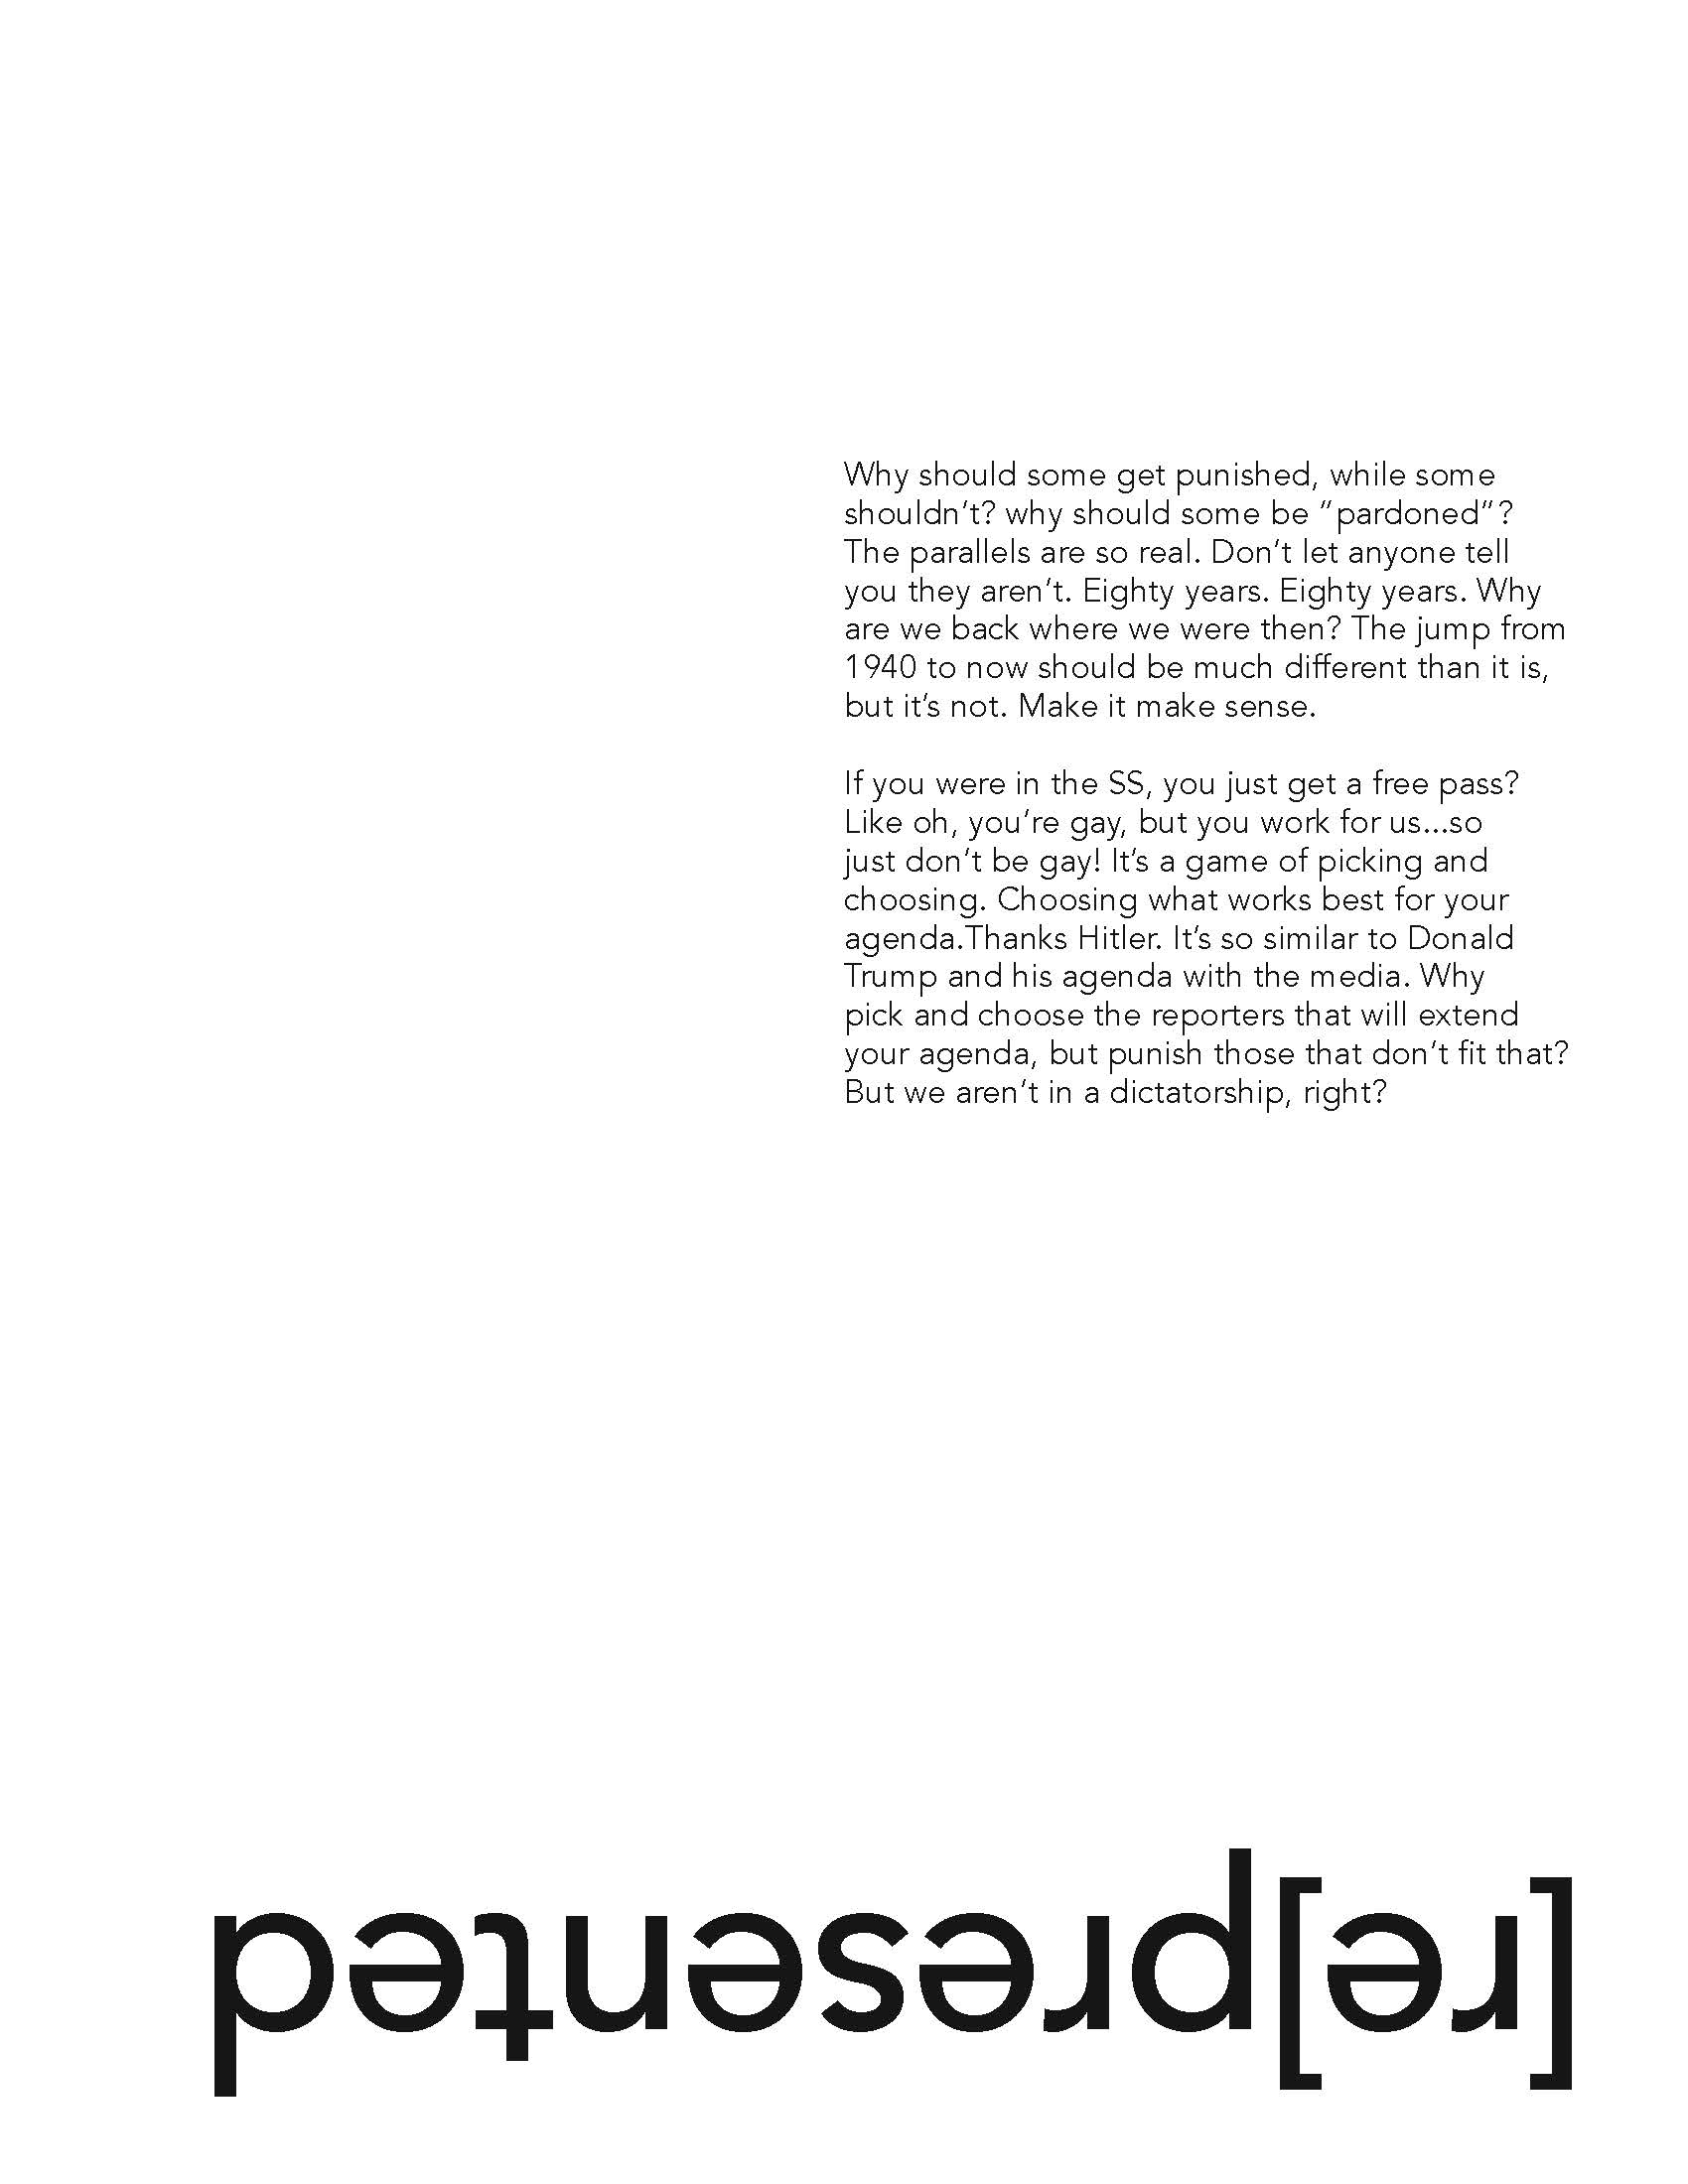 Why should some get punished, while some
shouldn't? why should some be "pardoned"?
The parallels are so real. Don't let anyone tell
you they aren't. Eighty years. Eighty years. Why
are we back where we were then? The jump from
1940 to now should be much different than it is,
but it's not. Make it make sense.
If you were in the SS, you just get a free pass?
Like oh, you're gay, but you work for us...so
just don't be gay! It's a game of picking and
choosing. Choosing what works best for your
agenda.Thanks Hitler. It's so similar to Donald
Trump and his agenda with the media. Why
pick and choose the reporters that will extend
your agenda, but punish those that don't fit that?
But we aren't in a dictatorship, right?
[re]presented